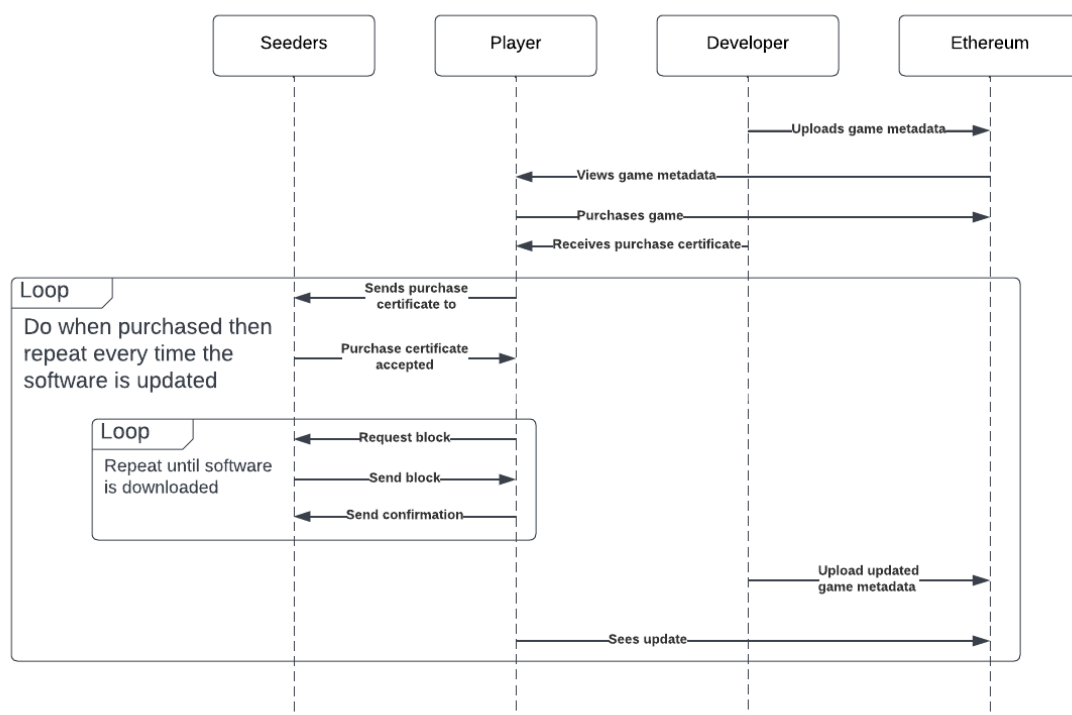 Seeders
Player
Developer
Ethereum
Uploads game metadata
Views game metadata
Purchases game
Receives purchase certificate
Loop
Do when purchased then
repeat every time the
software is updated
Sends purchase
certificate to
Purchase certificate
accepted
Loop
Repeat until software
is downloaded
Request block
Send block
Send confirmation
Upload updated
game metadata
Sees update